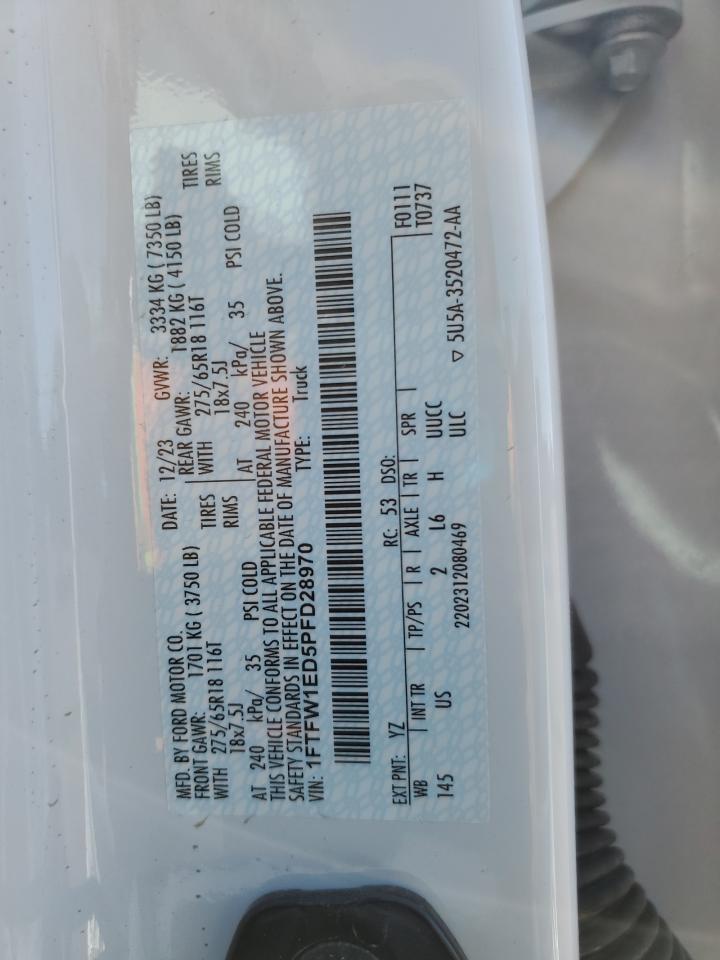 MFD. BY FORD MOTOR CO.
DATE: 12/23 GVWR: 3334 KG ( 7350 LB)
FRONT GAWR: 1701 KG ( 3750 LB) REAR GAWR: 1882 KG ( 4150 LB)
WITH 275/65R18 116T TIRES WITH 275/65R18 116T TIRES
18x7.5J RIMS 18x7.5J RIMS
AT 240 kPa/ 35 PSI COLD AT 240 kPa/ 35 PSI COLD
THIS VEHICLE CONFORMS TO ALL APPLICABLE FEDERAL MOTOR VEHICLE
SAFETY STANDARDS IN EFFECT ON THE DATE OF MANUFACTURE SHOWN ABOVE.
VIN: 1FTFW1ED5PFD28970 TYPE: Truck
EXT PNT: YZ RC: 53 DSO: F0111
WB INT TR TP/PS R AXLE TR SPR T0737
145 US 2 L6 H UUCC
2202312080469 ULC ▽ 5U5A-3520472-AA